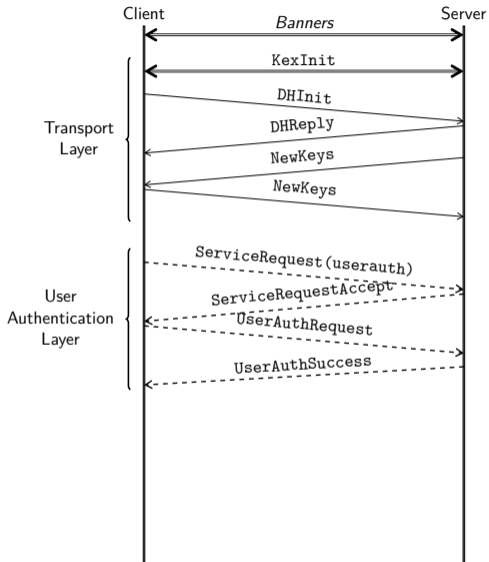 Client
Server
Banners
KexInit
DHInit
DHReply
NewKeys
NewKeys
Transport
Layer
ServiceRequest(userauth)
ServiceRequestAccept
UserAuthRequest
UserAuthSuccess
User
Authentication
Layer